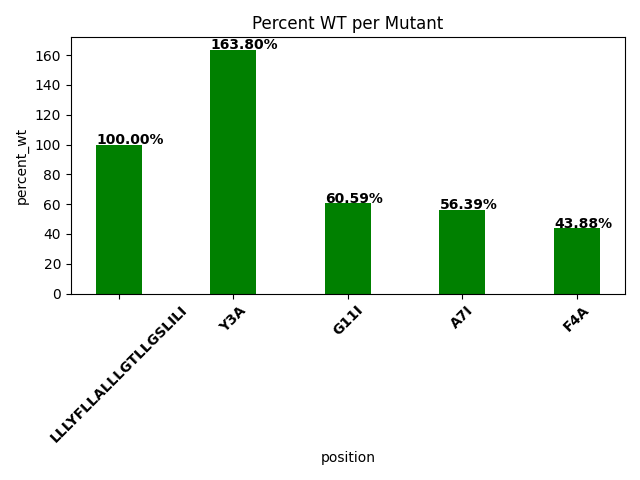 Percent WT per Mutant
percent_wt
160
140
120
100
80
60
40
20
0
100.00%
163.80%
60.59%
56.39%
43.88%
LLLYFLLALLLGTLLGSLILI
Y3A
G11I
A7I
F4A
position